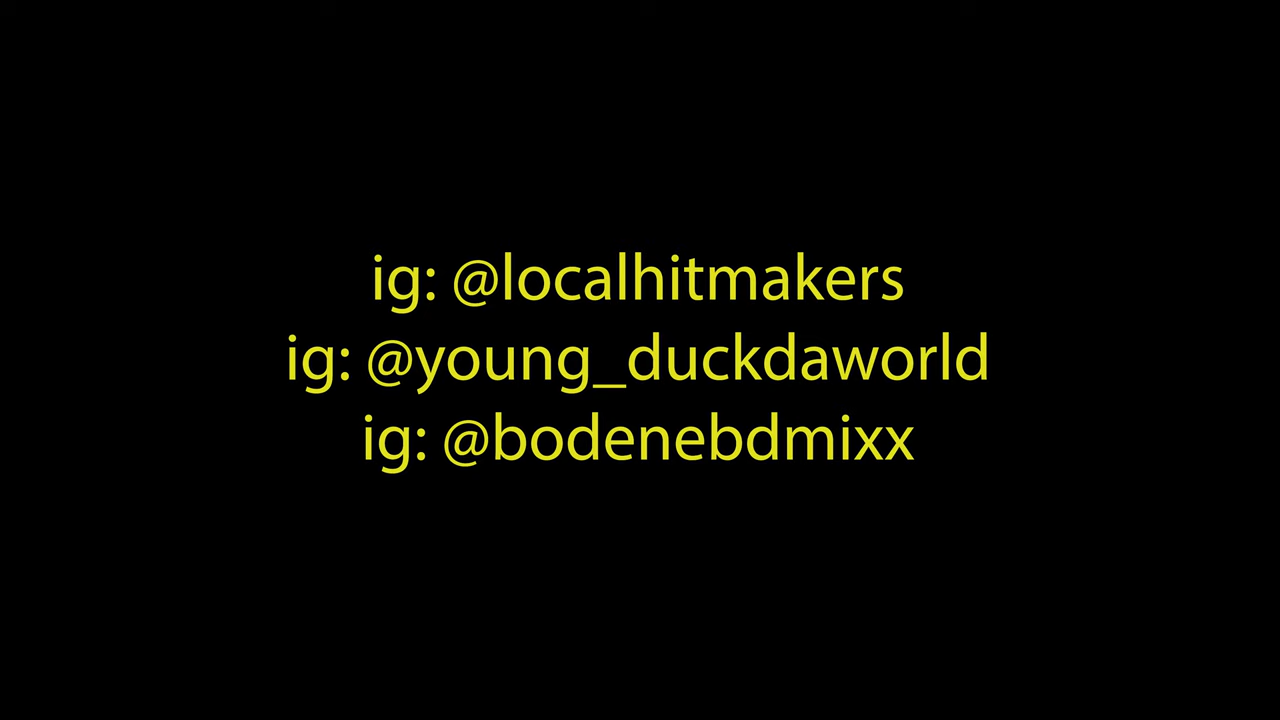 ig: @localhitmakers
ig: @young_duckdaworld
ig: @bodenebdmixx